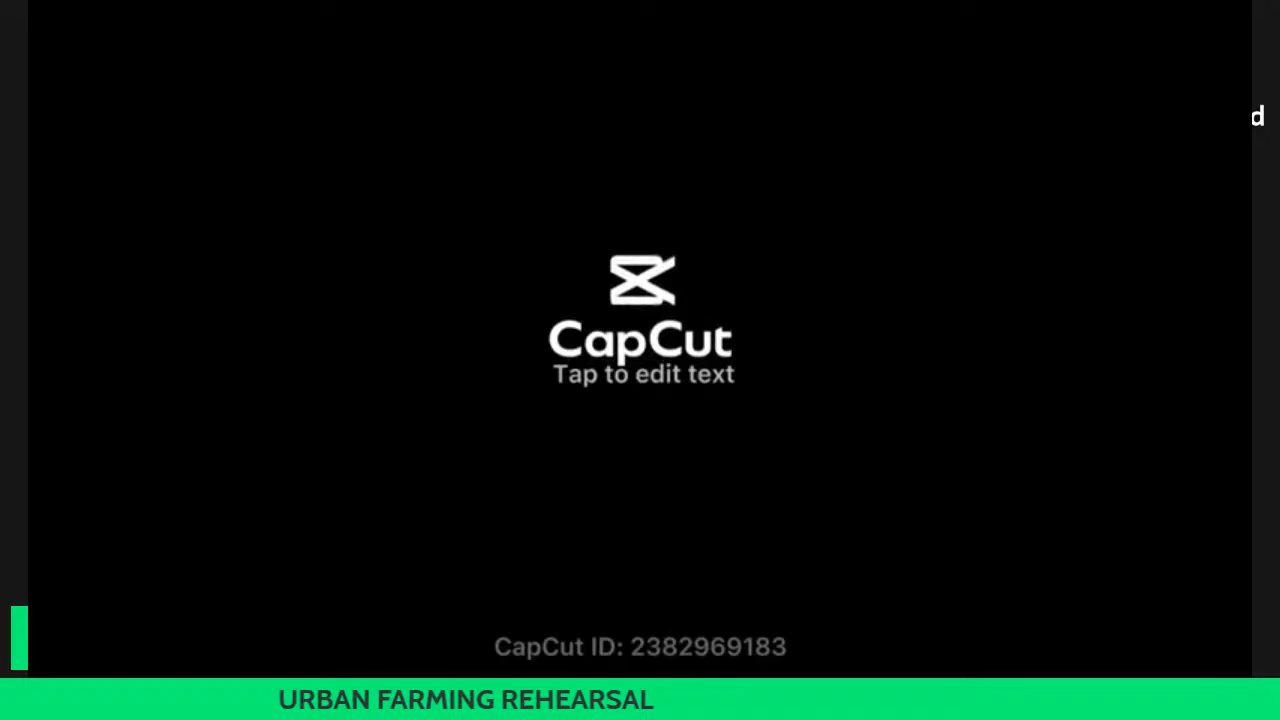 d
CapCut
Tap to edit text
CapCut ID: 2382969183
URBAN FARMING REHEARSAL